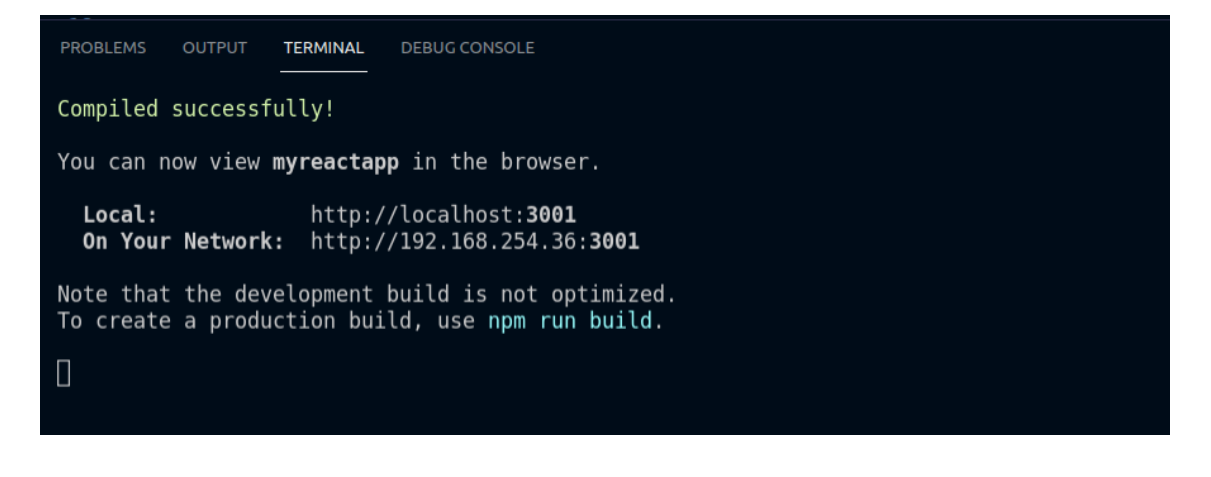 PROBLEMS OUTPUT TERMINAL DEBUG CONSOLE
Compiled successfully!
You can now view myreactapp in the browser.
Local: http://localhost:3001
On Your Network: http://192.168.254.36:3001
Note that the development build is not optimized.
To create a production build, use npm run build.